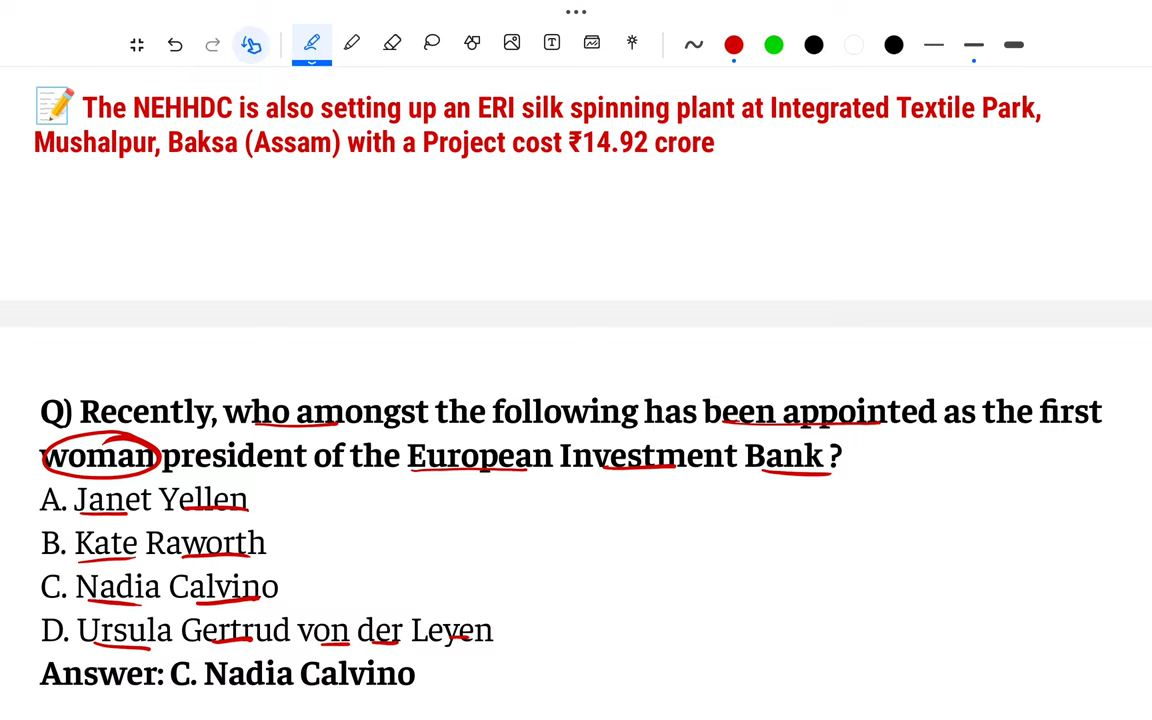 The NEHHDC is also setting up an ERI silk spinning plant at Integrated Textile Park,
Mushalpur, Baksa (Assam) with a Project cost ₹14.92 crore
Q) Recently, who amongst the following has been appointed as the first
woman president of the European Investment Bank ?
A. Janet Yellen
B. Kate Raworth
C. Nadia Calvino
D. Ursula Gertrud von der Leyen
Answer: C. Nadia Calvino